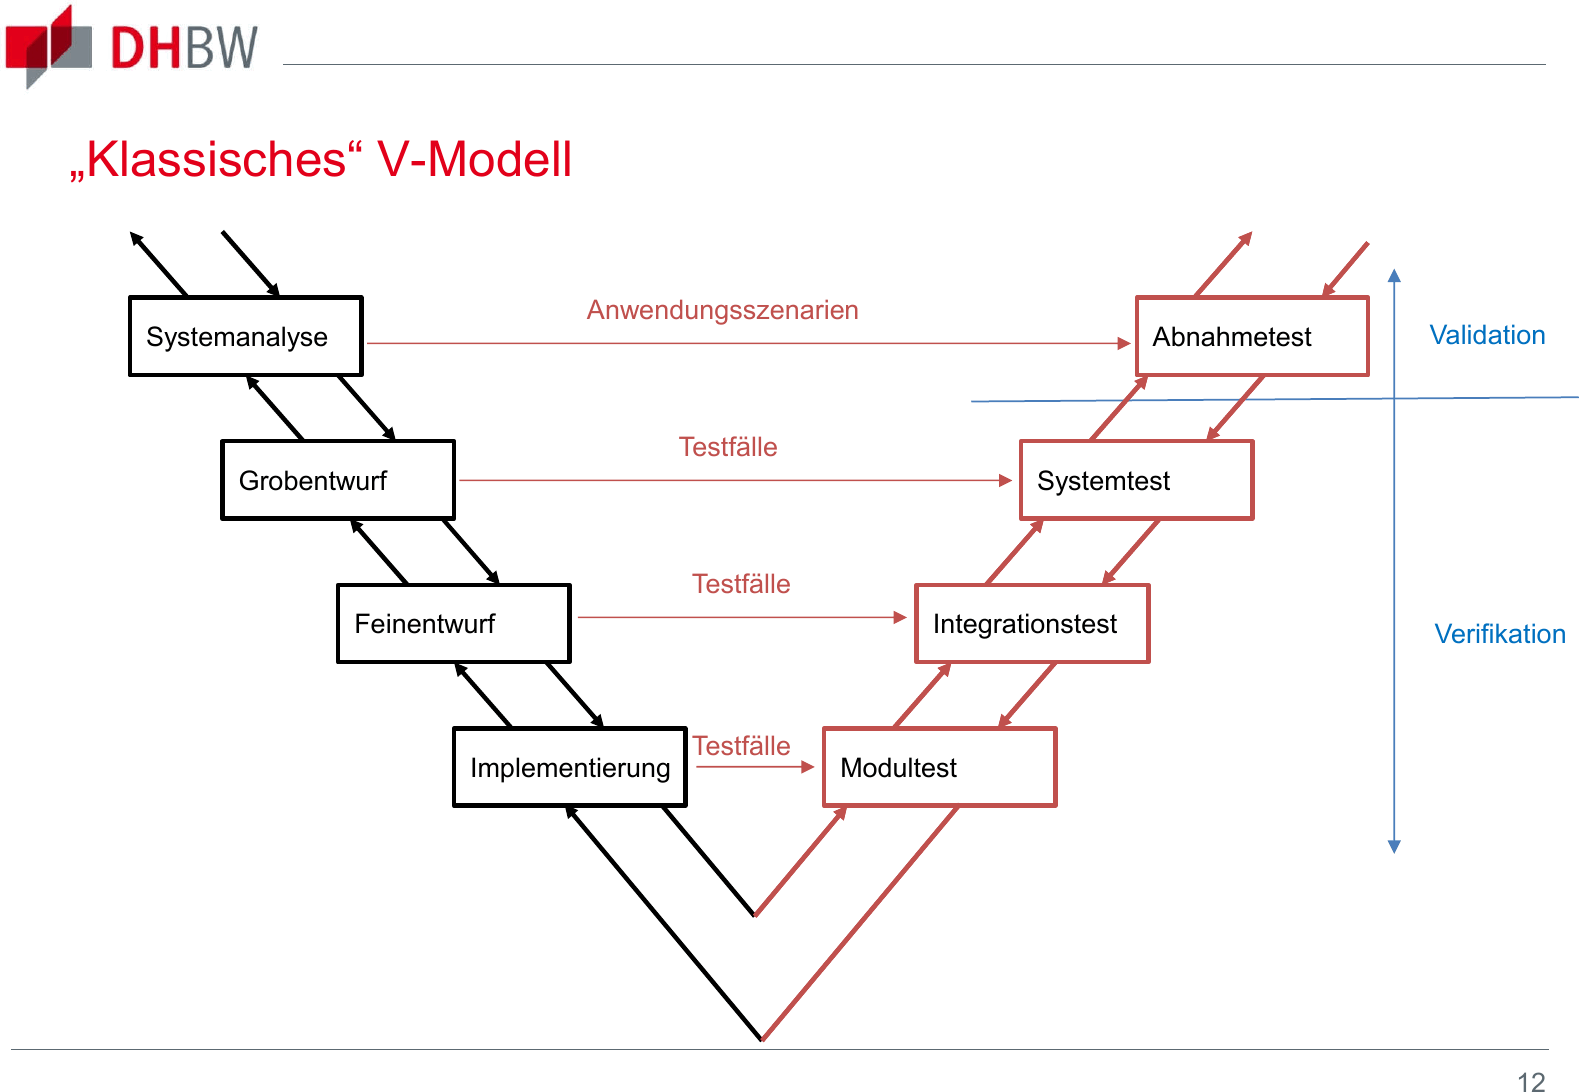 DHBW
„Klassisches“ V-Modell
Anwendungsszenarien
Systemanalyse
Abnahmetest
Validation
Testfälle
Grobentwurf
Systemtest
Testfälle
Feinentwurf
Integrationstest
Verifikation
Testfälle
Implementierung
Modultest
12